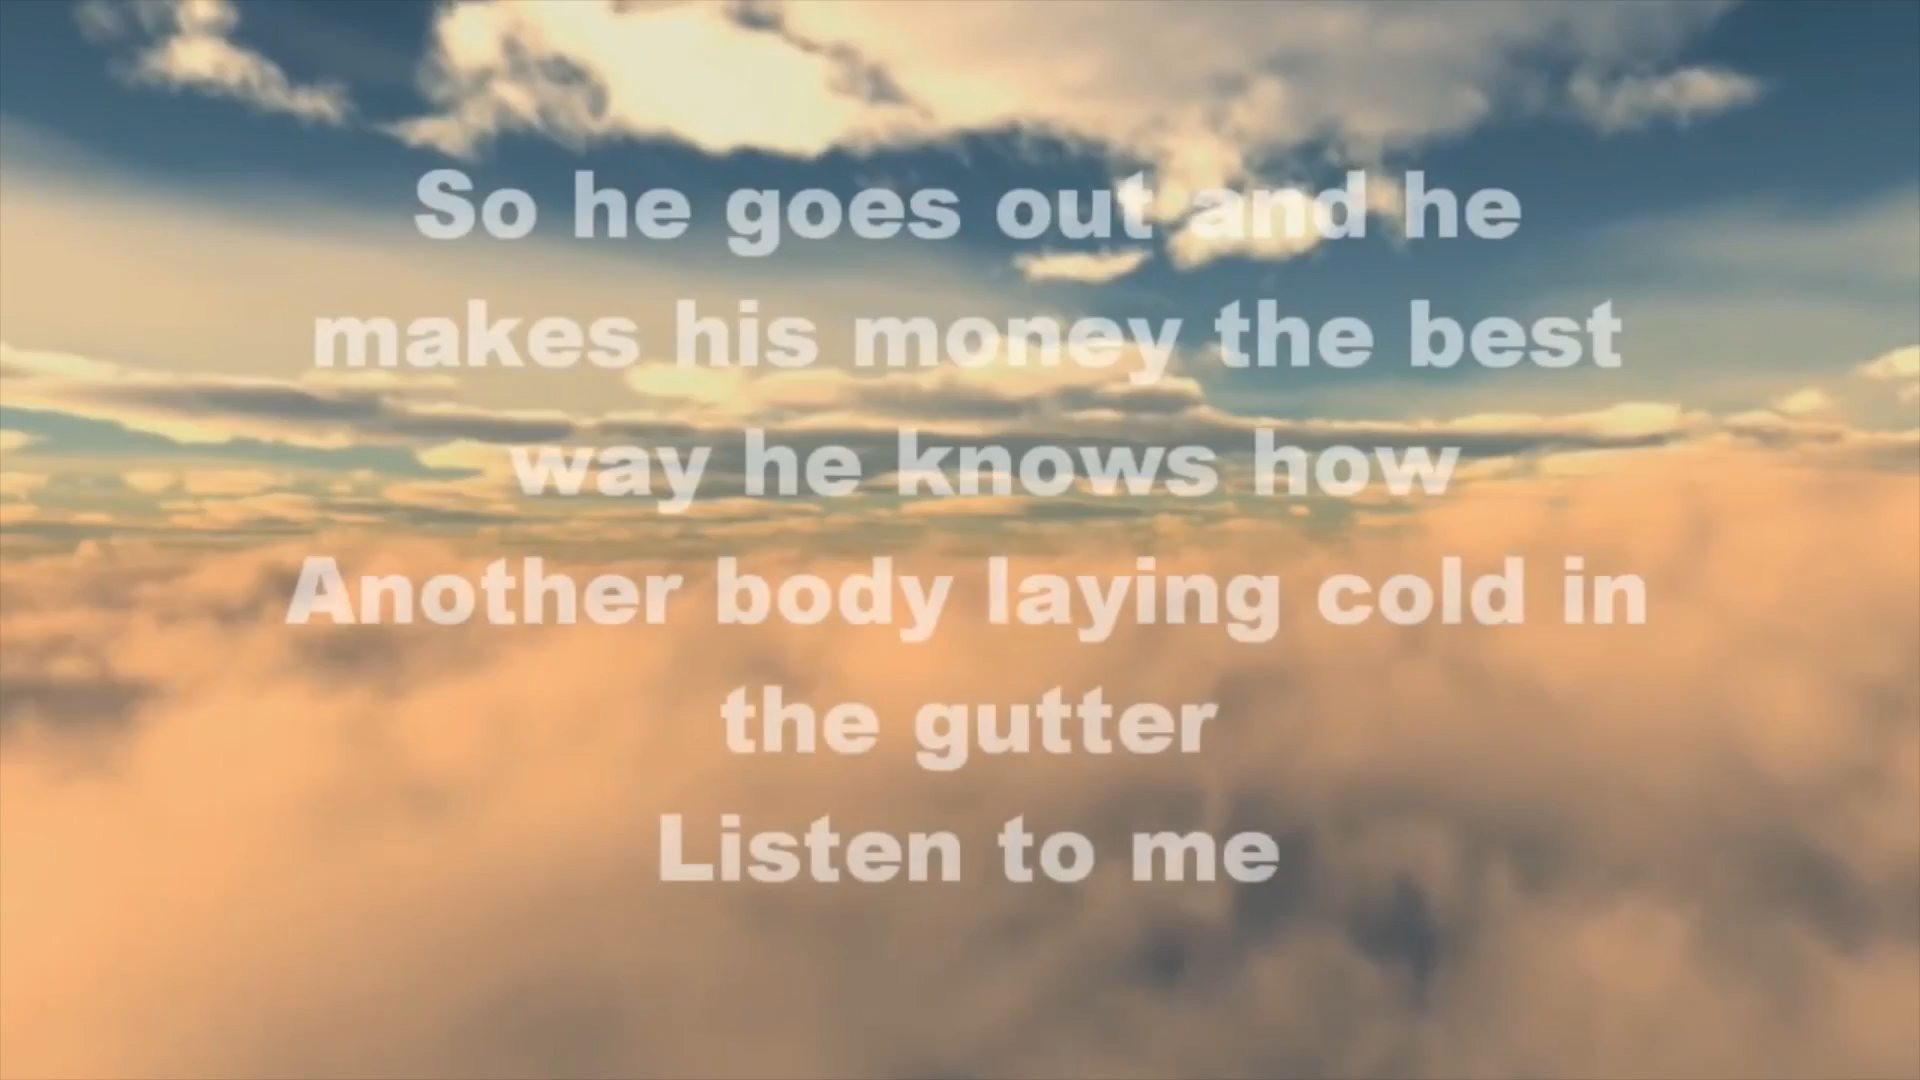 So he goes out and he
makes his money the best
way he knows how
Another body laying cold in
the gutter
Listen to me